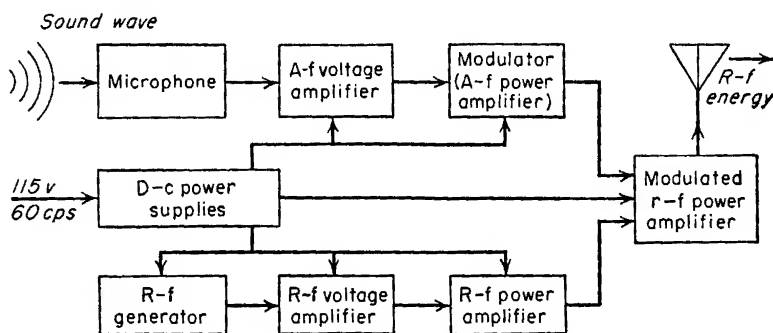 Sound wave
Microphone
A-f voltage
amplifier
Modulator
(A-f power
amplifier)
R-f
energy
115 v
60 cps
D-c power
supplies
Modulated
r-f power
amplifier
R-f
generator
R-f voltage
amplifier
R-f power
amplifier